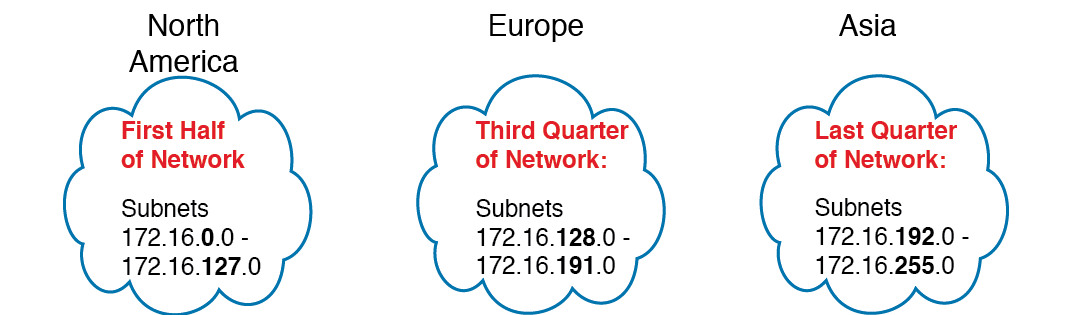 North
America
First Half
of Network
Subnets
172.16.0.0 -
172.16.127.0
Europe
Third Quarter
of Network:
Subnets
172.16.128.0 -
172.16.191.0
Asia
Last Quarter
of Network:
Subnets
172.16.192.0 -
172.16.255.0